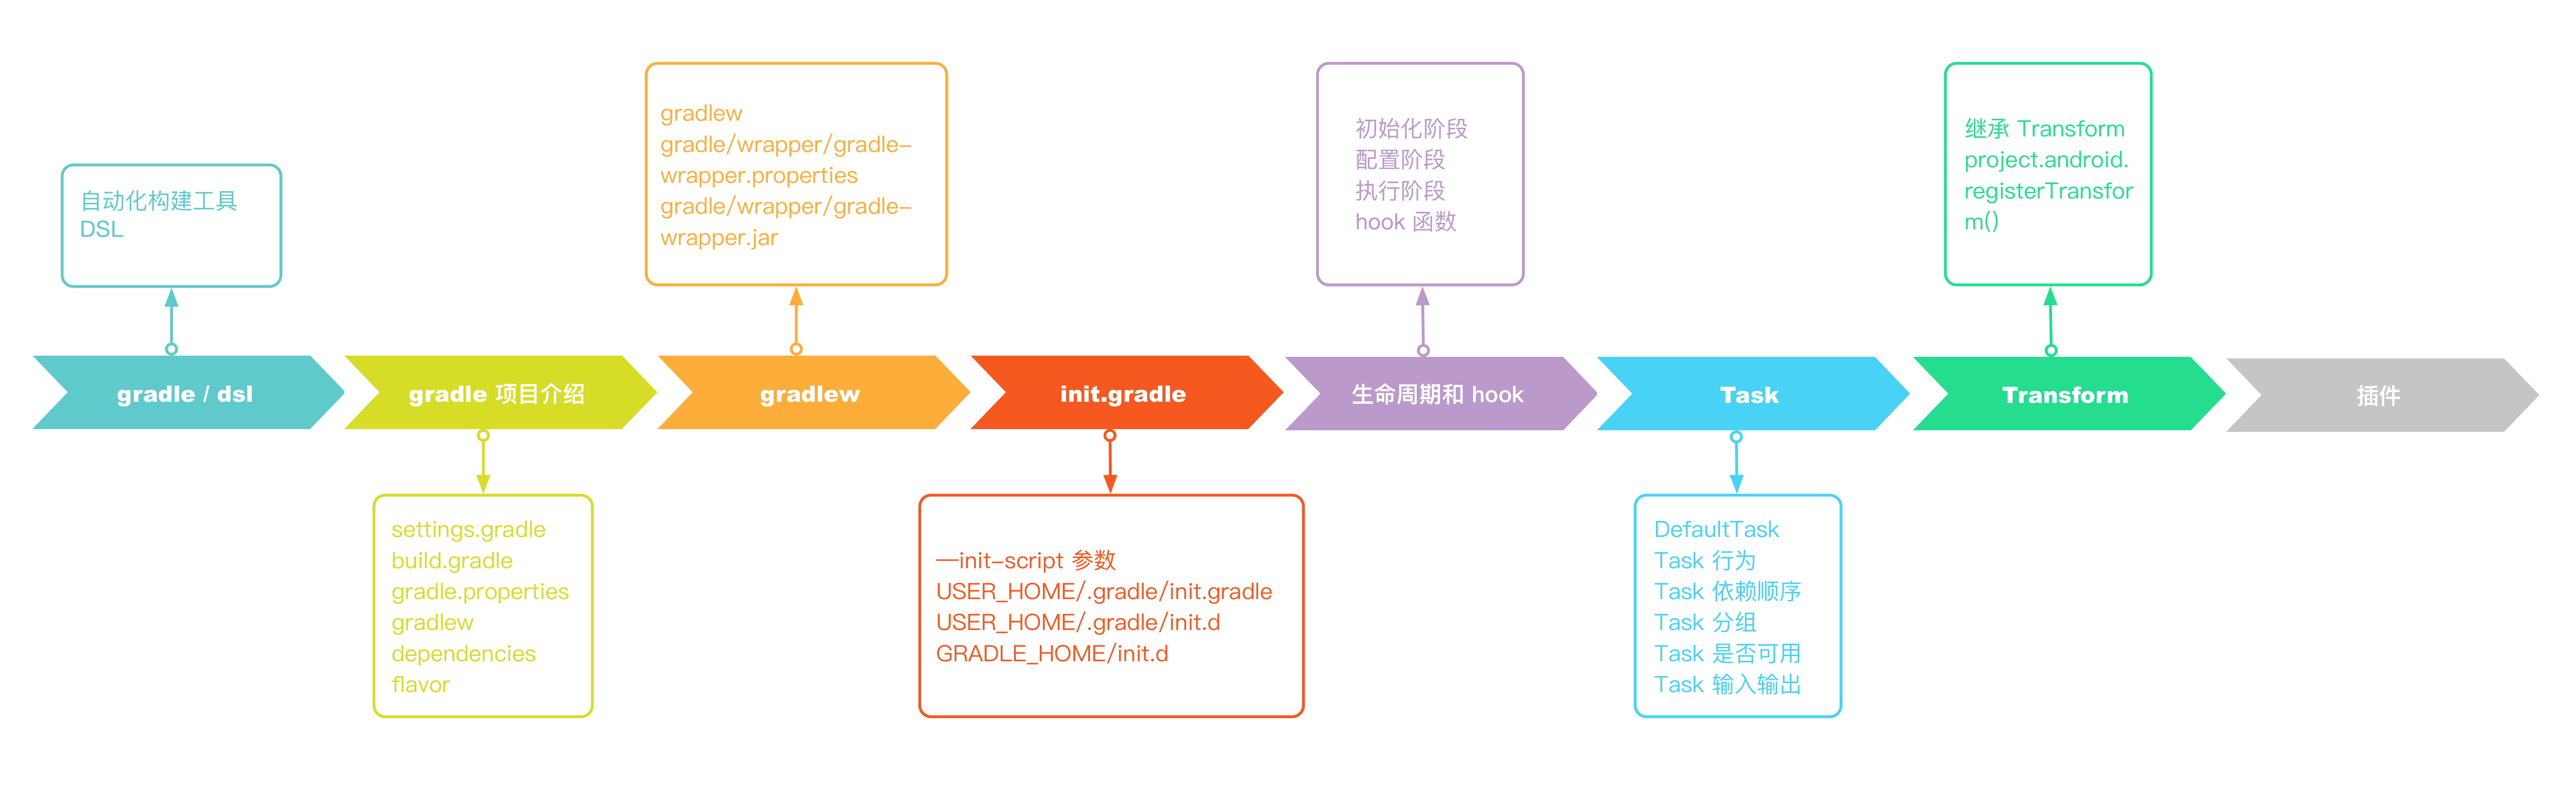 自动化构建工具
DSL
gradlew
gradle/wrapper/gradle-
wrapper.properties
gradle/wrapper/gradle-
wrapper.jar
初始化阶段
配置阶段
执行阶段
hook 函数
继承 Transform
project.android.
registerTransfor
m()
gradle / dsl
gradle 项目介绍
gradlew
init.gradle
生命周期和 hook
Task
Transform
插件
settings.gradle
build.gradle
gradle.properties
gradlew
dependencies
flavor
—init-script 参数
USER_HOME/.gradle/init.gradle
USER_HOME/.gradle/init.d
GRADLE_HOME/init.d
DefaultTask
Task 行为
Task 依赖顺序
Task 分组
Task 是否可用
Task 输入输出